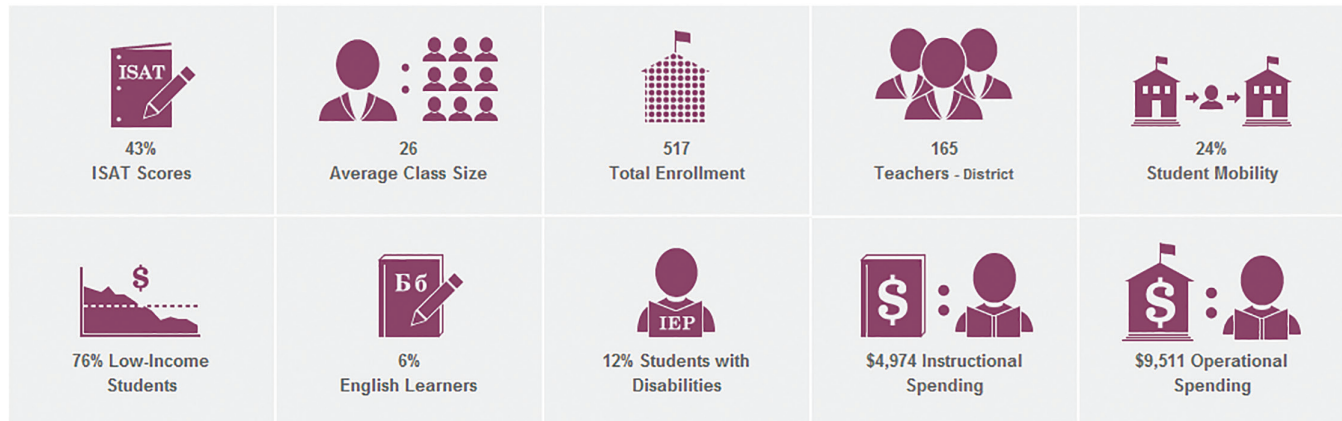 ISAT
43%
ISAT Scores
26
Average Class Size
517
Total Enrollment
165
Teachers - District
24%
Student Mobility
$
76% Low-Income
Students
Бб
6%
English Learners
IEP
12% Students with
Disabilities
$
$4,974 Instructional
Spending
$
$9,511 Operational
Spending